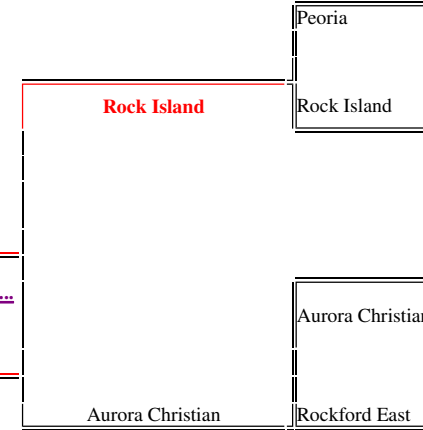 Peoria
Rock Island
Rock Island
...
Aurora Christian
Aurora Christian
Rockford East